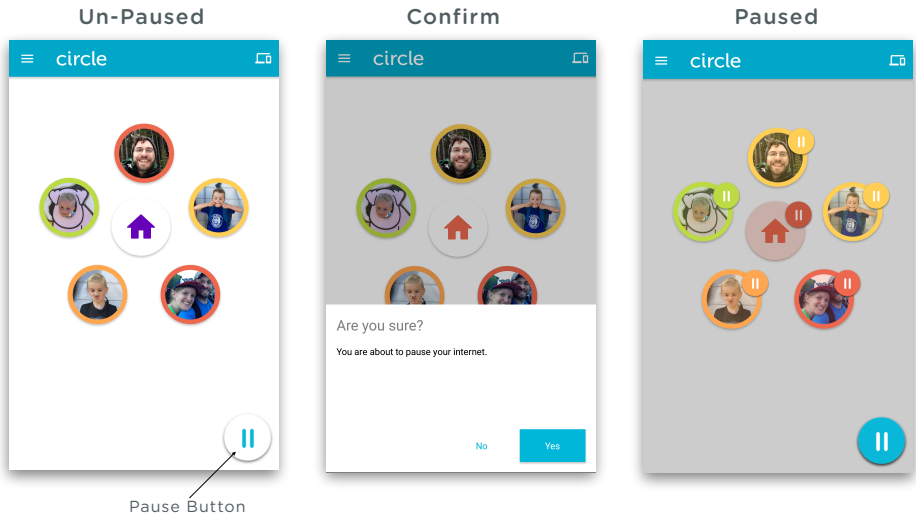 Un-Paused
Confirm
Paused
circle
circle
circle
Are you sure?
You are about to pause your internet.
No
Yes
Pause Button